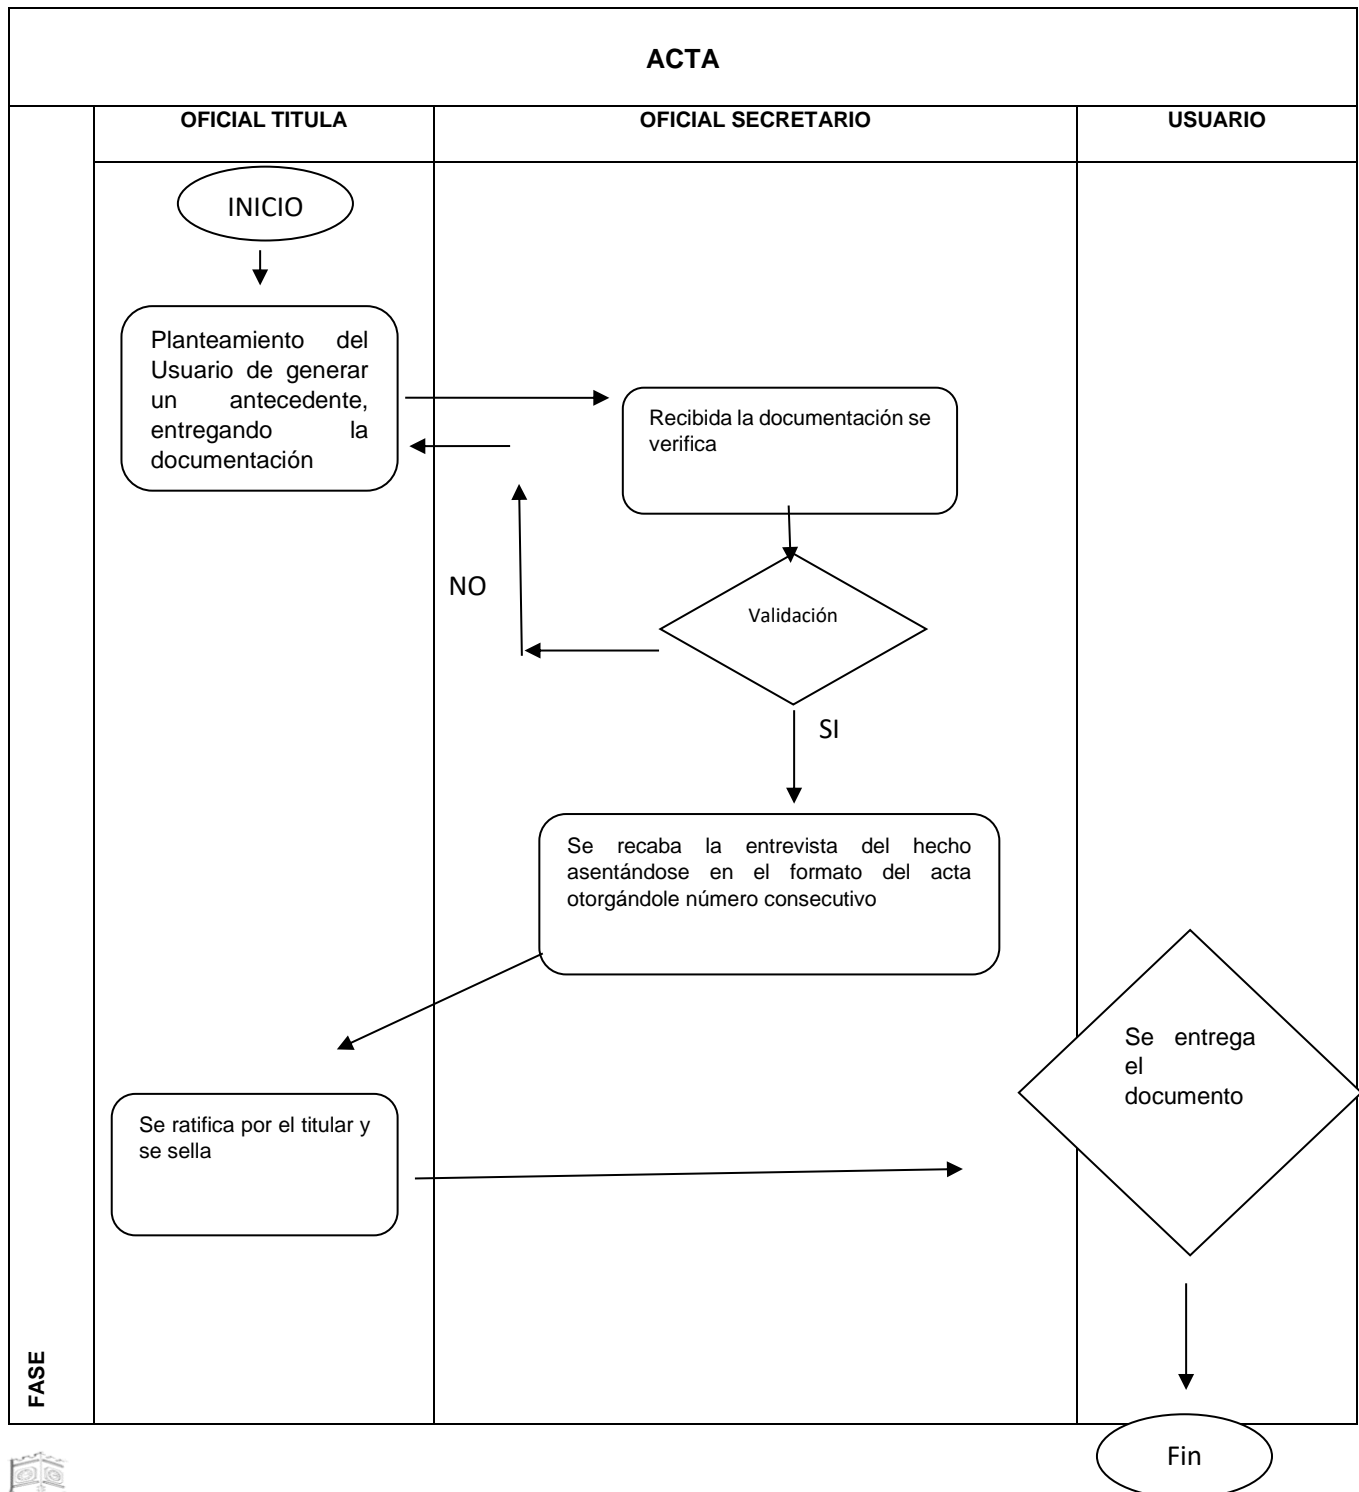 ACTA
OFICIAL TITULA
OFICIAL SECRETARIO
USUARIO
INICIO
Planteamiento del
Usuario de generar
un antecedente,
entregando la
documentación
Recibida la documentación se
verifica
NO
Validación
SI
Se recaba la entrevista del hecho
asentándose en el formato del acta
otorgándole número consecutivo
Se entrega
el
documento
Se ratifica por el titular y
se sella
FASE
Fin